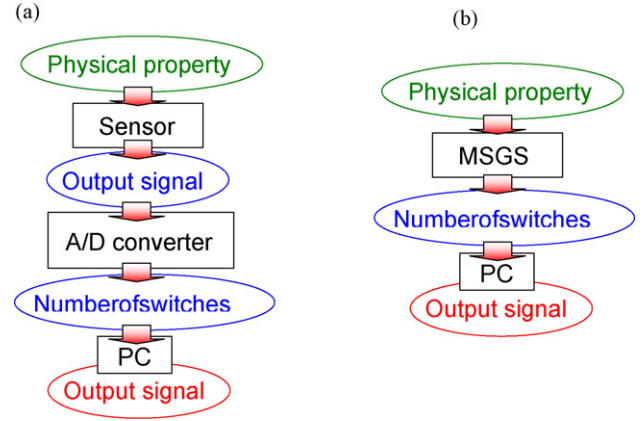 (a)
Physical property
Sensor
Output signal
A/D converter
Numberofswitches
PC
Output signal
(b)
Physical property
MSGS
Numberofswitches
PC
Output signal